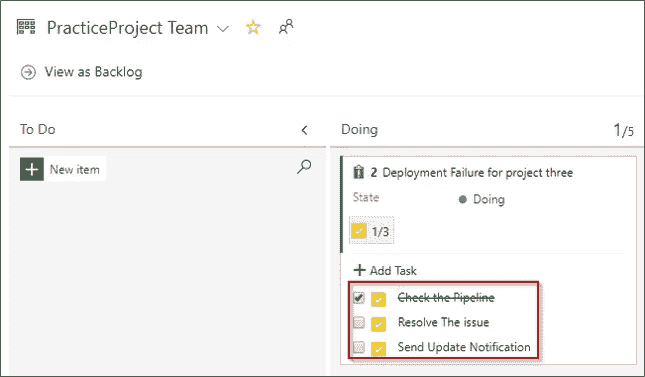 PracticeProject Team
View as Backlog
To Do
Doing 1/5
New item
2 Deployment Failure for project three
State Doing
1/3
Add Task
Check the Pipeline
Resolve The issue
Send Update Notification